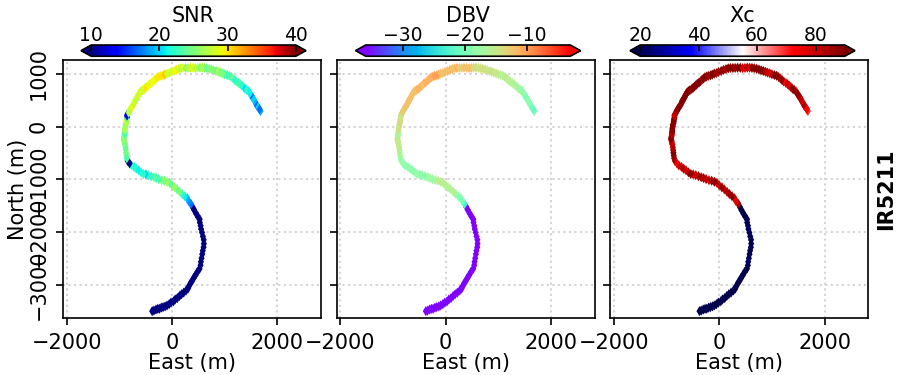 SNR DBV Xc
10 20 30 40 −30 −20 −10 20 40 60 80
1000
0
−1000
−2000
−3000
North (m)
−2000 0 2000 −2000 0 2000 −2000 0 2000
East (m) East (m) East (m)
IR5211